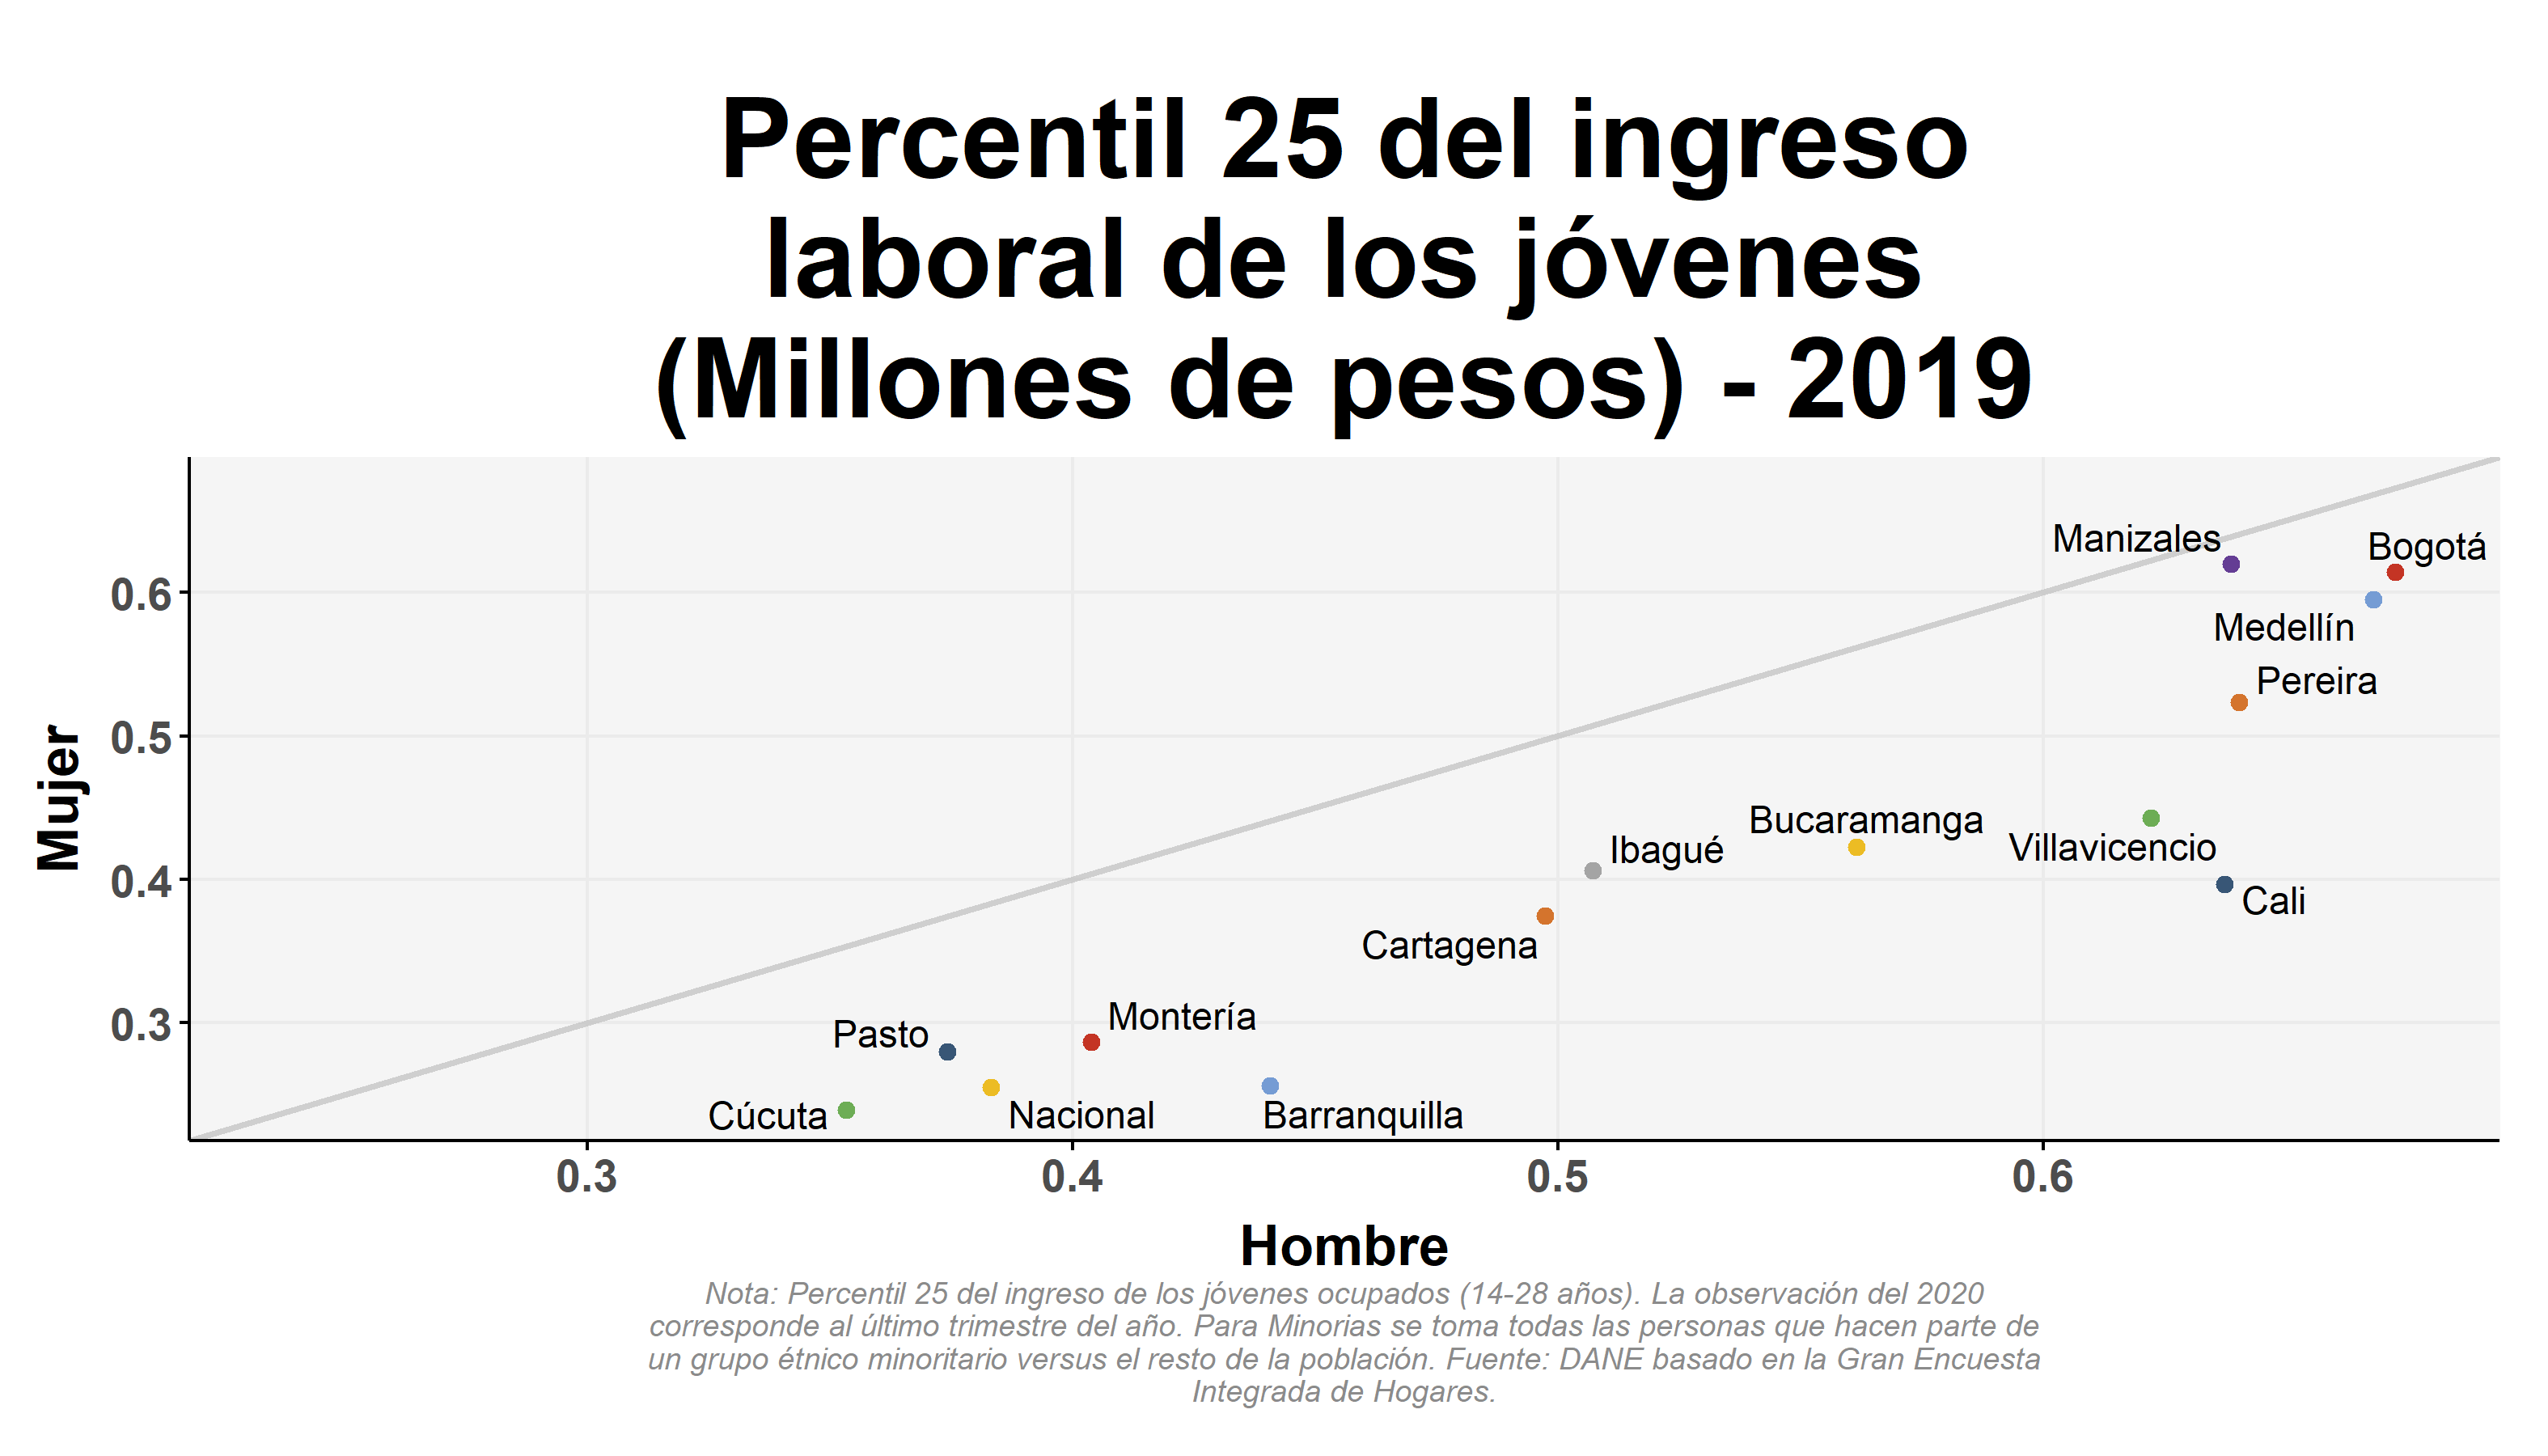 Percentil 25 del ingreso
laboral de los jóvenes
(Millones de pesos) - 2019
Manizales
Bogotá
0.6
Medellín
Pereira
0.5
Mujer
Bucaramanga
Ibagué
Villavicencio
0.4
Cali
Cartagena
Montería
0.3
Pasto
Cúcuta
Nacional
Barranquilla
0.3 0.4 0.5 0.6
Hombre
Nota: Percentil 25 del ingreso de los jóvenes ocupados (14-28 años). La observación del 2020
corresponde al último trimestre del año. Para Minorias se toma todas las personas que hacen parte de
un grupo étnico minoritario versus el resto de la población. Fuente: DANE basado en la Gran Encuesta
Integrada de Hogares.